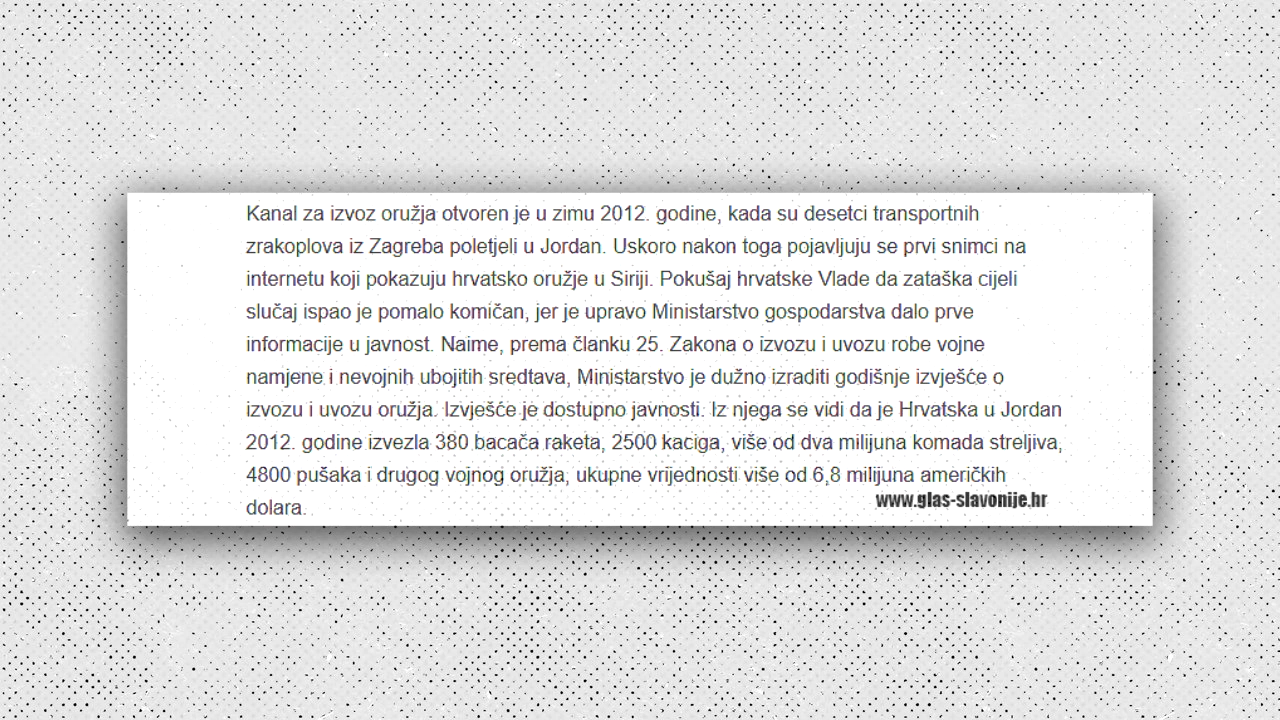 Kanal za izvoz oružja otvoren je u zimu 2012. godine, kada su desetci transportnih
zrakoplova iz Zagreba poletjeli u Jordan. Uskoro nakon toga pojavljuju se prvi snimci na
internetu koji pokazuju hrvatsko oružje u Siriji. Pokušaj hrvatske Vlade da zataška cijeli
slučaj ispao je pomalo komičan, jer je upravo Ministarstvo gospodarstva dalo prve
informacije u javnost. Naime, prema članku 25. Zakona o izvozu i uvozu robe vojne
namjene i nevojnih ubojitih sredtava, Ministarstvo je dužno izraditi godišnje izvješće o
izvozu i uvozu oružja. Izvješće je dostupno javnosti. Iz njega se vidi da je Hrvatska u Jordan
2012. godine izvezla 380 bacača raketa, 2500 kaciga, više od dva milijuna komada streljiva,
4800 pušaka i drugog vojnog oružja, ukupne vrijednosti više od 6,8 milijuna američkih
dolara.
www.glas-slavonije.hr